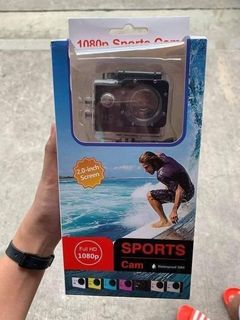 1080p Sports Cam
2.0-inch
Screen
Full HD
1080p
SPORTS
Cam
Waterproof 30M